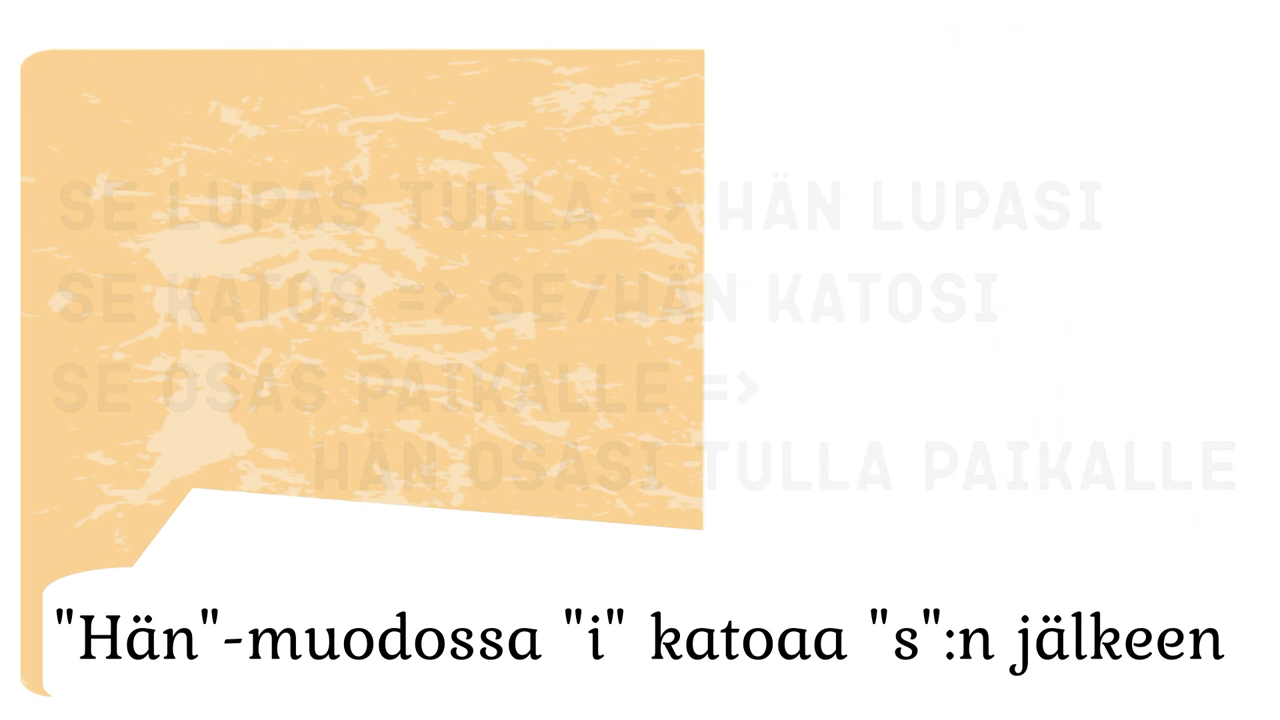 SE LUPAS TULLA => HÄN LUPASI
SE KATOS => SE/HÄN KATOSI
SE OSAS PAIKALLE =>
HÄN OSASI TULLA PAIKALLE
"Hän"-muodossa "i" katoaa "s":n jälkeen